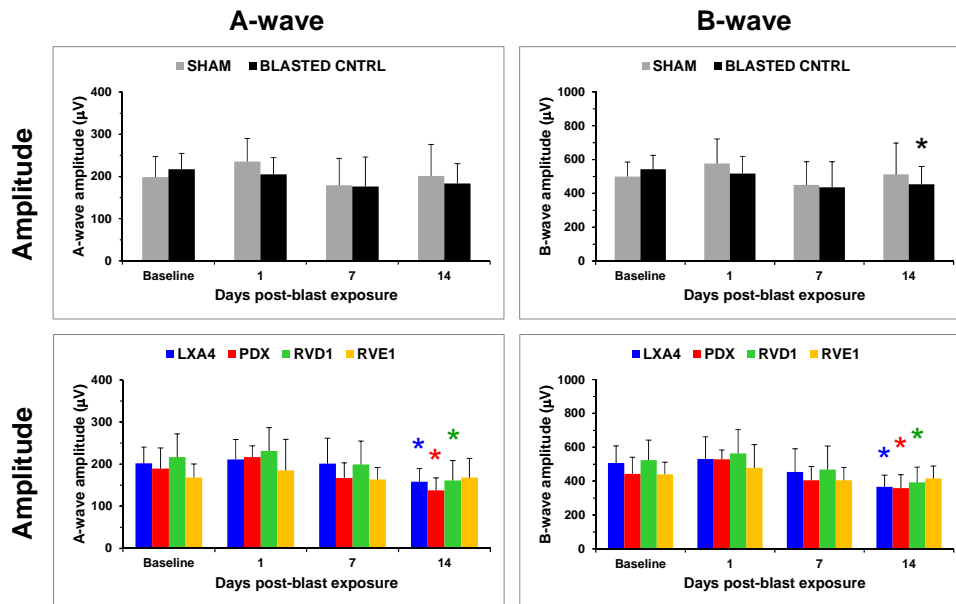 A-wave
B-wave
Amplitude
SHAM BLASTED CNTRL
A-wave amplitude (µV)
400
300
200
100
0
Baseline 1 7 14
Days post-blast exposure
SHAM BLASTED CNTRL
B-wave amplitude (µV)
1000
800
600
400
200
0
*
Baseline 1 7 14
Days post-blast exposure
Amplitude
LXA4 PDX RVD1 RVE1
A-wave amplitude (µV)
400
300
200
100
0
* * *
Baseline 1 7 14
Days post-blast exposure
LXA4 PDX RVD1 RVE1
B-wave amplitude (µV)
1000
800
600
400
200
0
* * *
Baseline 1 7 14
Days post-blast exposure